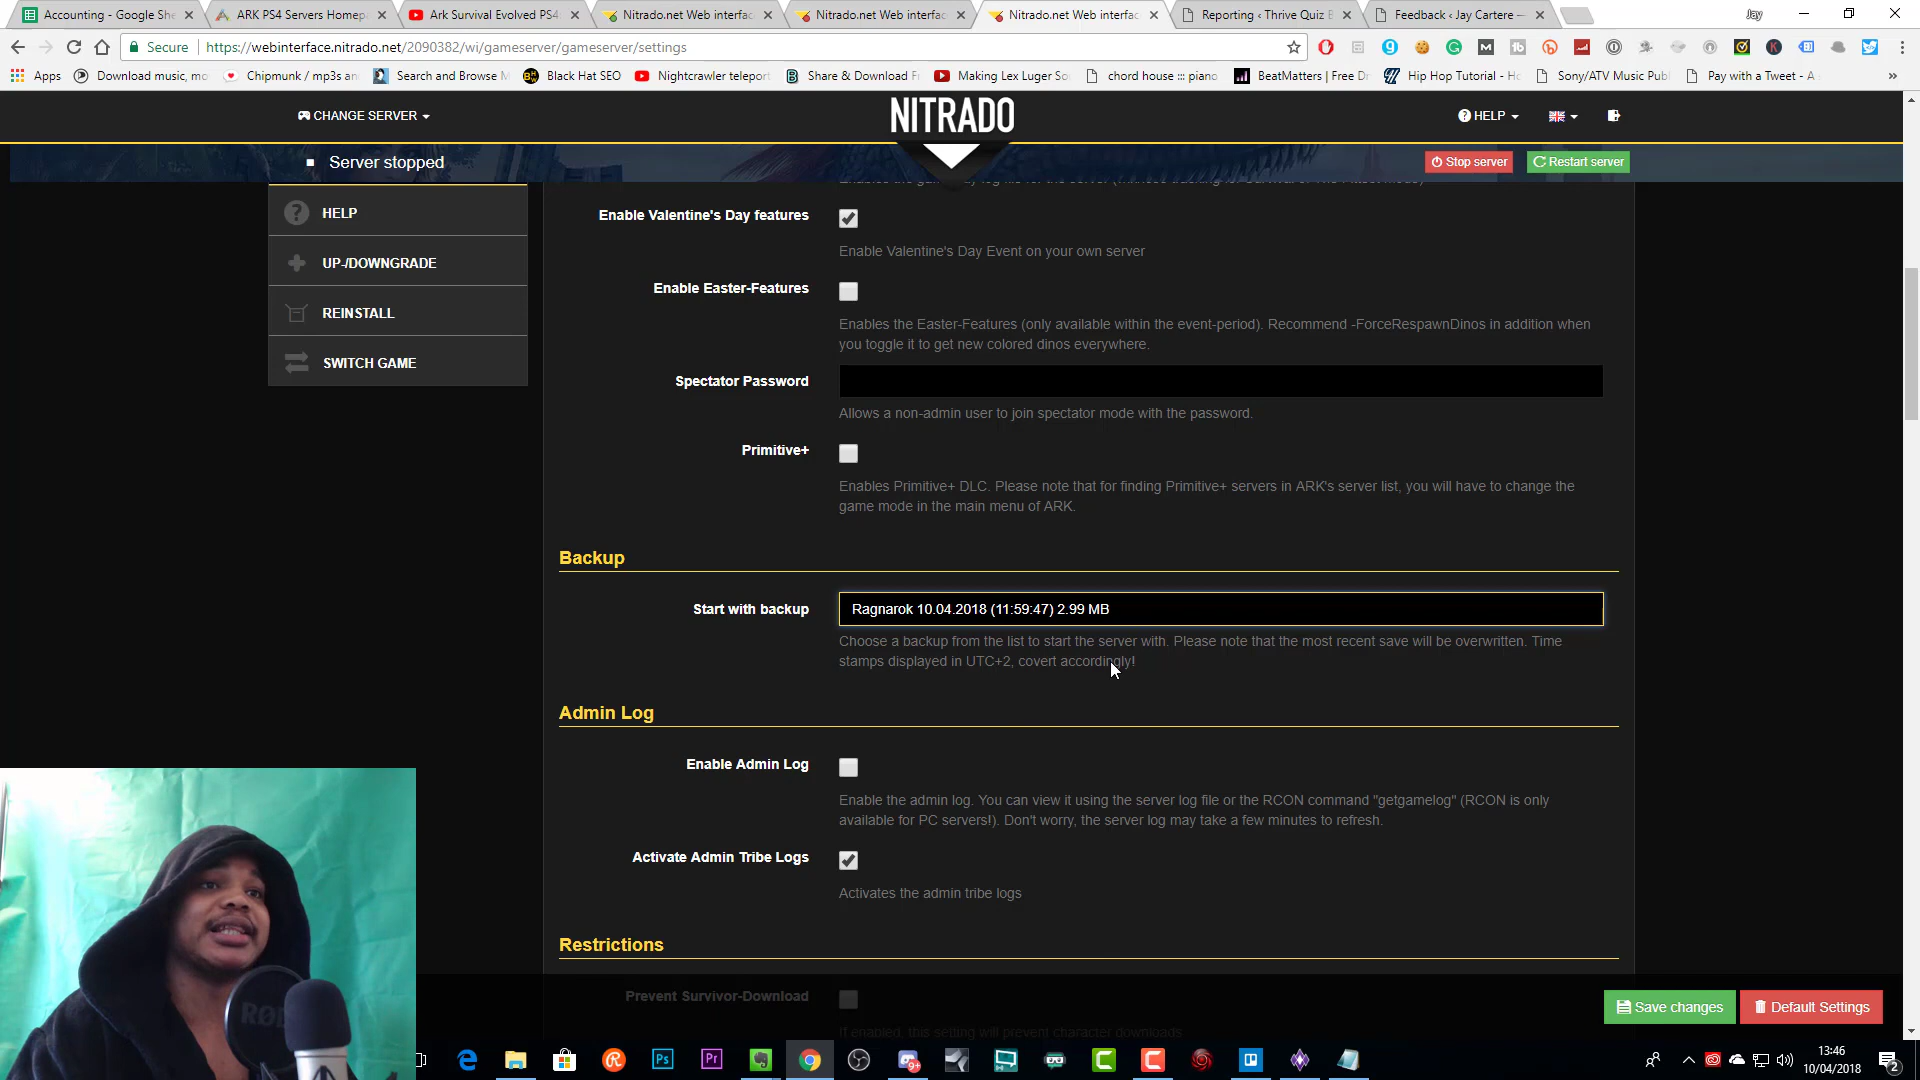 Accounting - Google She
ARK PS4 Servers Homepa
Ark Survival Evolved PS4
Nitrado.net Web interfac
Nitrado.net Web interfac
Nitrado.net Web interfac
Reporting ‹ Thrive Quiz B
Feedback ‹ Jay Cartere —
Jay
Secure
https://webinterface.nitrado.net/2090382/wi/gameserver/gameserver/settings
Apps
Download music, mo
Chipmunk / mp3s an
Search and Browse M
Black Hat SEO
Nightcrawler teleport
Share & Download Fi
Making Lex Luger So
chord house ::: piano
BeatMatters | Free Dr
Hip Hop Tutorial - Ho
Sony/ATV Music Publ
Pay with a Tweet - A s
CHANGE SERVER
NITRADO
HELP
Server stopped
Stop server
Restart server
HELP
UP-/DOWNGRADE
REINSTALL
SWITCH GAME
Enable Valentine's Day features
Enable Valentine's Day Event on your own server
Enable Easter-Features
Enables the Easter-Features (only available within the event-period). Recommend -ForceRespawnDinos in addition when
you toggle it to get new colored dinos everywhere.
Spectator Password
Allows a non-admin user to join spectator mode with the password.
Primitive+
Enables Primitive+ DLC. Please note that for finding Primitive+ servers in ARK's server list, you will have to change the
game mode in the main menu of ARK.
Backup
Start with backup
Ragnarok 10.04.2018 (11:59:47) 2.99 MB
Choose a backup from the list to start the server with. Please note that the most recent save will be overwritten. Time
stamps displayed in UTC+2, covert accordingly!
Admin Log
Enable Admin Log
Enable the admin log. You can view it using the server log file or the RCON command "getgamelog" (RCON is only
available for PC servers!). Don't worry, the server log may take a few minutes to refresh.
Activate Admin Tribe Logs
Activates the admin tribe logs
Restrictions
Prevent Survivor-Download
If enabled, this setting will prevent character downloads
Save changes
Default Settings
RØD
13:46
10/04/2018
2